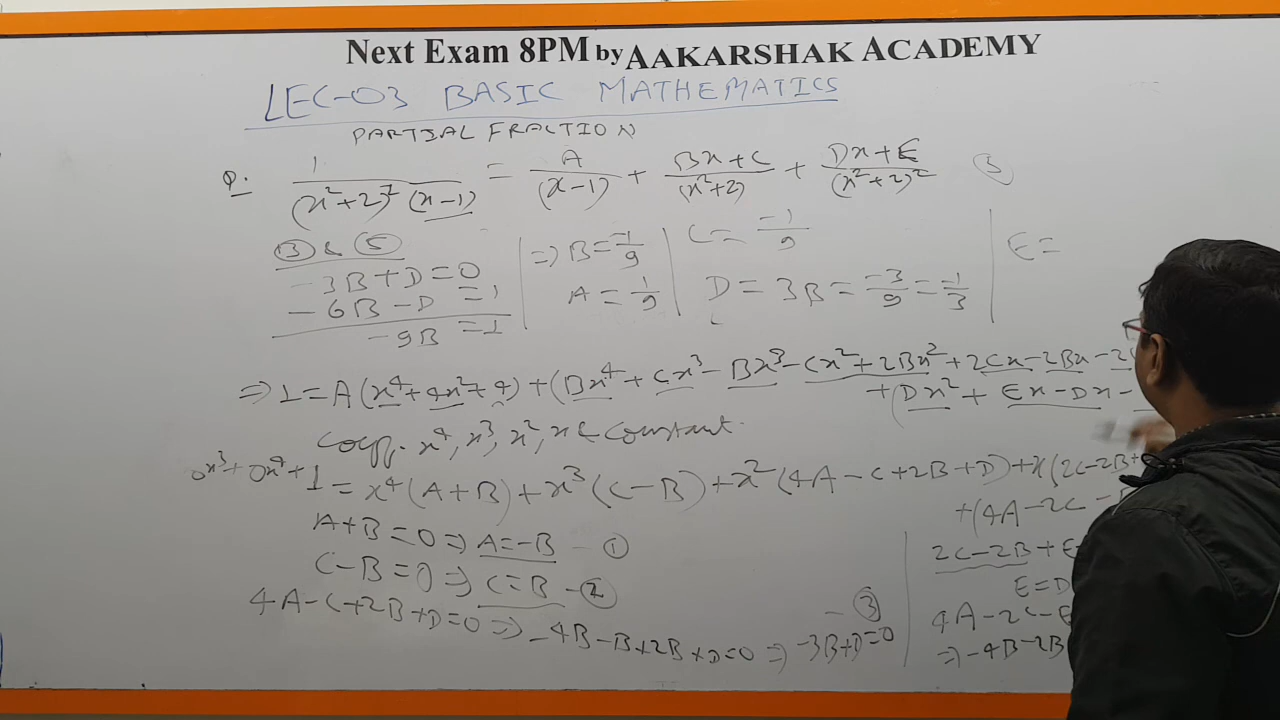 Next Exam 8PM by AAKARSHAK ACADEMY
LEC-03 BASIC MATHEMATICS
PARTIAL FRACTION
Q. 1/((x²+2)²(x-1)) = A/(x-1) + (Bx+C)/(x²+2) + (Dx+E)/(x²+2)²
③ & ⑤
-3B+D=0
-6B-D=1
-9B=1
=> B=-1/9
A=1/9
C=-1/9
D=3B=-3/9=-1/3
E=
=> 1=A(x⁴+4x²+4)+(Bx⁴+Cx³-Bx³-Cx²+2Bx²+2Cx-2Bx-2
+(Dx²+Ex-Dx-
Coeff. x⁴, x³, x², x & Constant.
0x³+0x⁴+1=x⁴(A+B)+x³(C-B)+x²(4A-C+2B+D)+x(2C-2B+
+(4A-2C-
A+B=0=>A=-B - ①
C-B=0=>C=B - ②
4A-C+2B+D=0=>-4B-B+2B+D=0=>-3B+D=0 - ③
2C-2B+E
E=D
4A-2C-E
=>-4B-2B